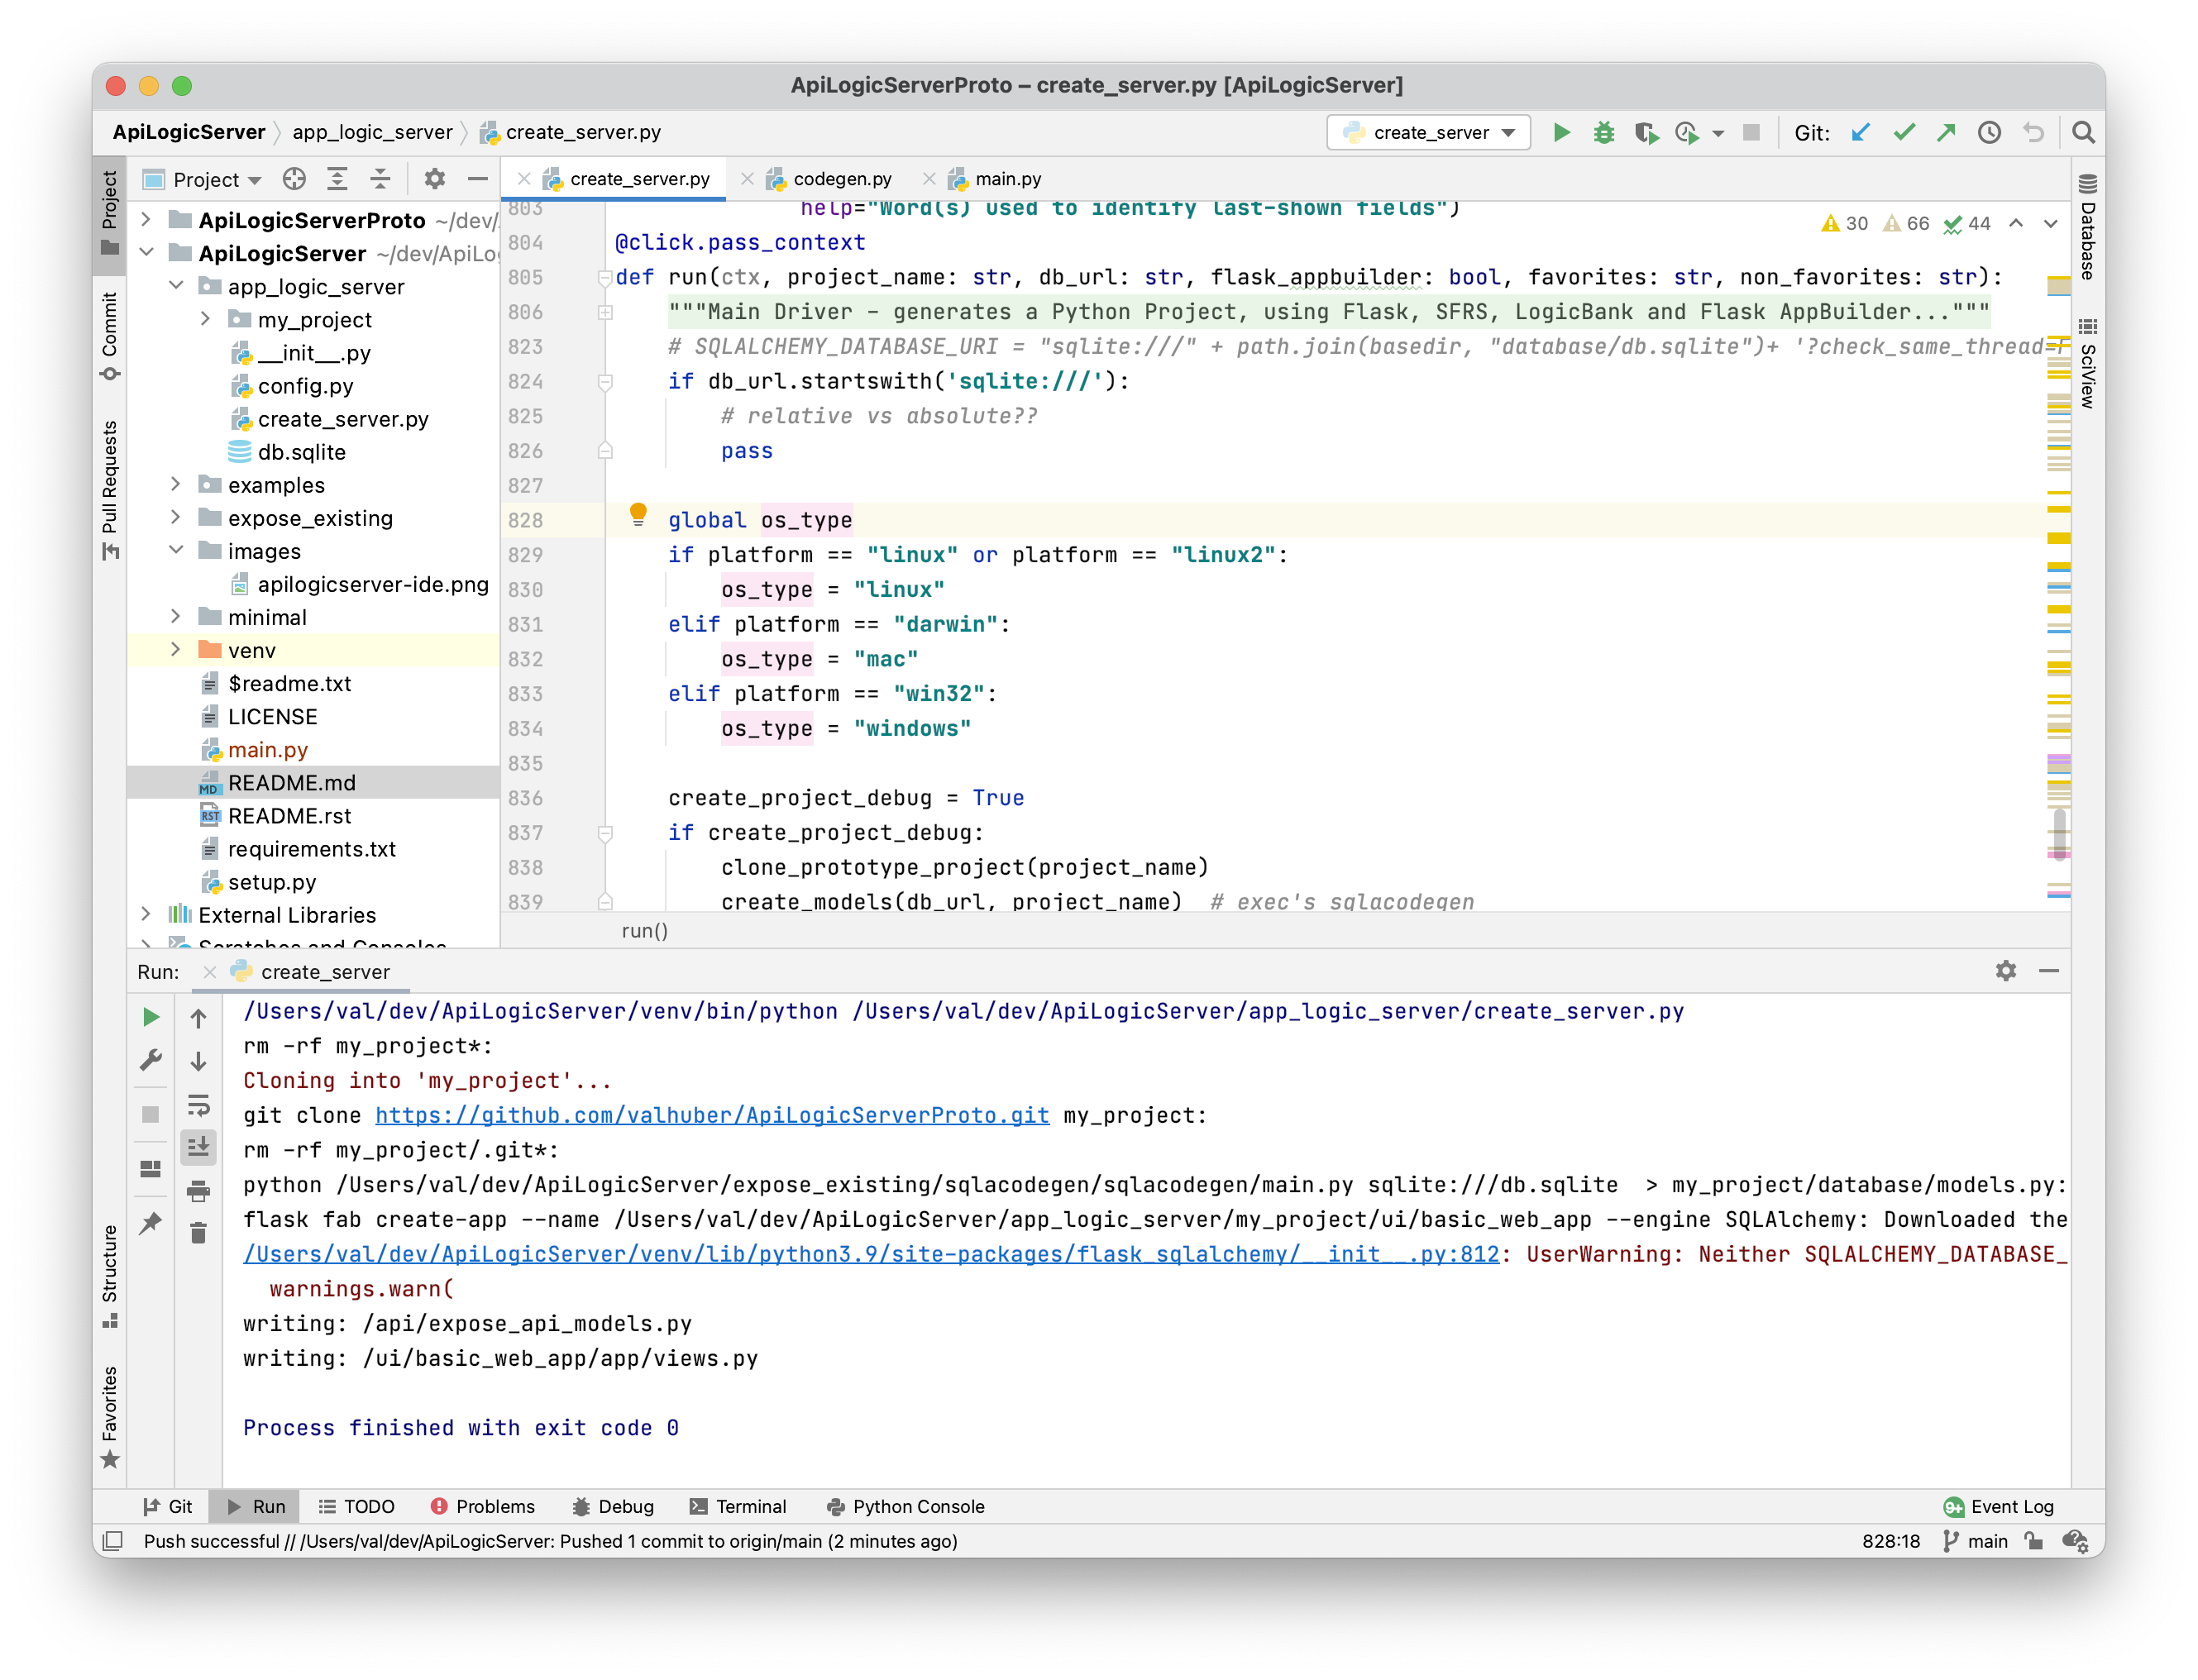 ApiLogicServerProto – create_server.py [ApiLogicServer]
ApiLogicServer app_logic_server create_server.py
create_server
Git:
Project
create_server.py
codegen.py
main.py
Project
Commit
Pull Requests
Structure
Favorites
ApiLogicServerProto ~/dev/
ApiLogicServer ~/dev/ApiLo
app_logic_server
my_project
__init__.py
config.py
create_server.py
db.sqlite
examples
expose_existing
images
apilogicserver-ide.png
minimal
venv
$readme.txt
LICENSE
main.py
README.md
README.rst
requirements.txt
setup.py
External Libraries
Scratches and Consoles
30 66 44
803 help="Word(s) used to identify last-shown fields")
804 @click.pass_context
805 def run(ctx, project_name: str, db_url: str, flask_appbuilder: bool, favorites: str, non_favorites: str):
806 """Main Driver - generates a Python Project, using Flask, SFRS, LogicBank and Flask AppBuilder..."""
823 # SQLALCHEMY_DATABASE_URI = "sqlite:///" + path.join(basedir, "database/db.sqlite")+ '?check_same_thread=
824 if db_url.startswith('sqlite:///'):
825 # relative vs absolute??
826 pass
827
828 global os_type
829 if platform == "linux" or platform == "linux2":
830 os_type = "linux"
831 elif platform == "darwin":
832 os_type = "mac"
833 elif platform == "win32":
834 os_type = "windows"
835
836 create_project_debug = True
837 if create_project_debug:
838 clone_prototype_project(project_name)
839 create_models(db_url, project_name) # exec's sqlacodegen
run()
Database
SciView
Run: create_server
/Users/val/dev/ApiLogicServer/venv/bin/python /Users/val/dev/ApiLogicServer/app_logic_server/create_server.py
rm -rf my_project*:
Cloning into 'my_project'...
git clone https://github.com/valhuber/ApiLogicServerProto.git my_project:
rm -rf my_project/.git*:
python /Users/val/dev/ApiLogicServer/expose_existing/sqlacodegen/sqlacodegen/main.py sqlite:///db.sqlite > my_project/database/models.py:
flask fab create-app --name /Users/val/dev/ApiLogicServer/app_logic_server/my_project/ui/basic_web_app --engine SQLAlchemy: Downloaded the
/Users/val/dev/ApiLogicServer/venv/lib/python3.9/site-packages/flask_sqlalchemy/__init__.py:812: UserWarning: Neither SQLALCHEMY_DATABASE_
warnings.warn(
writing: /api/expose_api_models.py
writing: /ui/basic_web_app/app/views.py
Process finished with exit code 0
Git Run TODO Problems Debug Terminal Python Console 9+ Event Log
Push successful // /Users/val/dev/ApiLogicServer: Pushed 1 commit to origin/main (2 minutes ago) 828:18 main